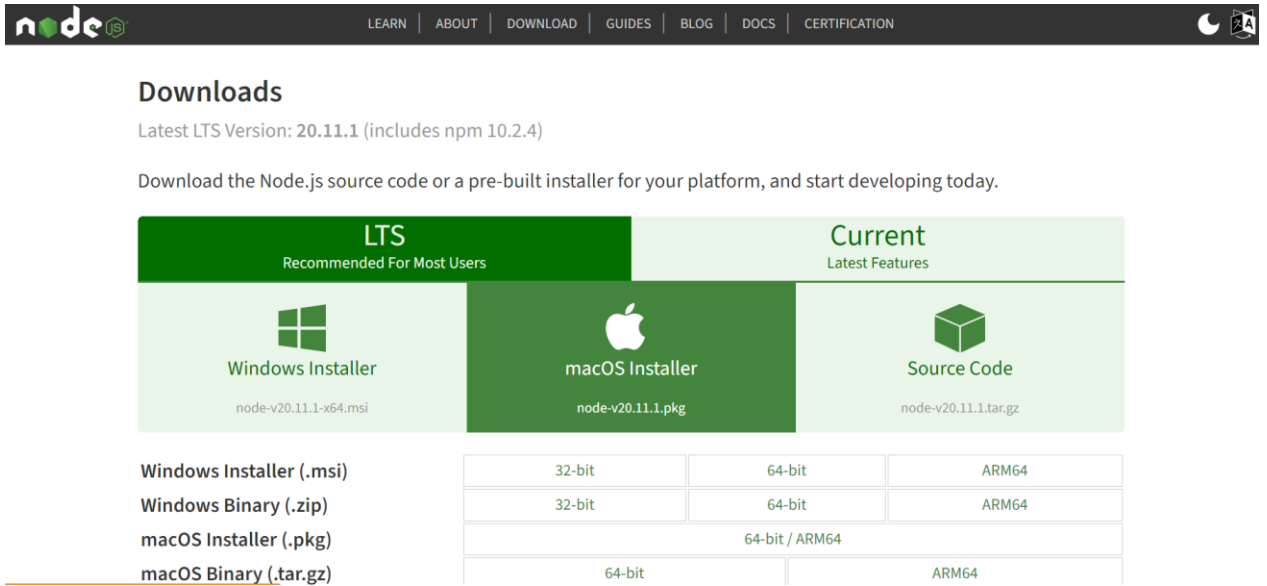 node JS
LEARN | ABOUT | DOWNLOAD | GUIDES | BLOG | DOCS | CERTIFICATION
Downloads
Latest LTS Version: 20.11.1 (includes npm 10.2.4)
Download the Node.js source code or a pre-built installer for your platform, and start developing today.
LTS
Recommended For Most Users
Current
Latest Features
Windows Installer
node-v20.11.1-x64.msi
macOS Installer
node-v20.11.1.pkg
Source Code
node-v20.11.1.tar.gz
Windows Installer (.msi) 32-bit 64-bit ARM64
Windows Binary (.zip) 32-bit 64-bit ARM64
macOS Installer (.pkg) 64-bit / ARM64
macOS Binary (.tar.gz) 64-bit ARM64